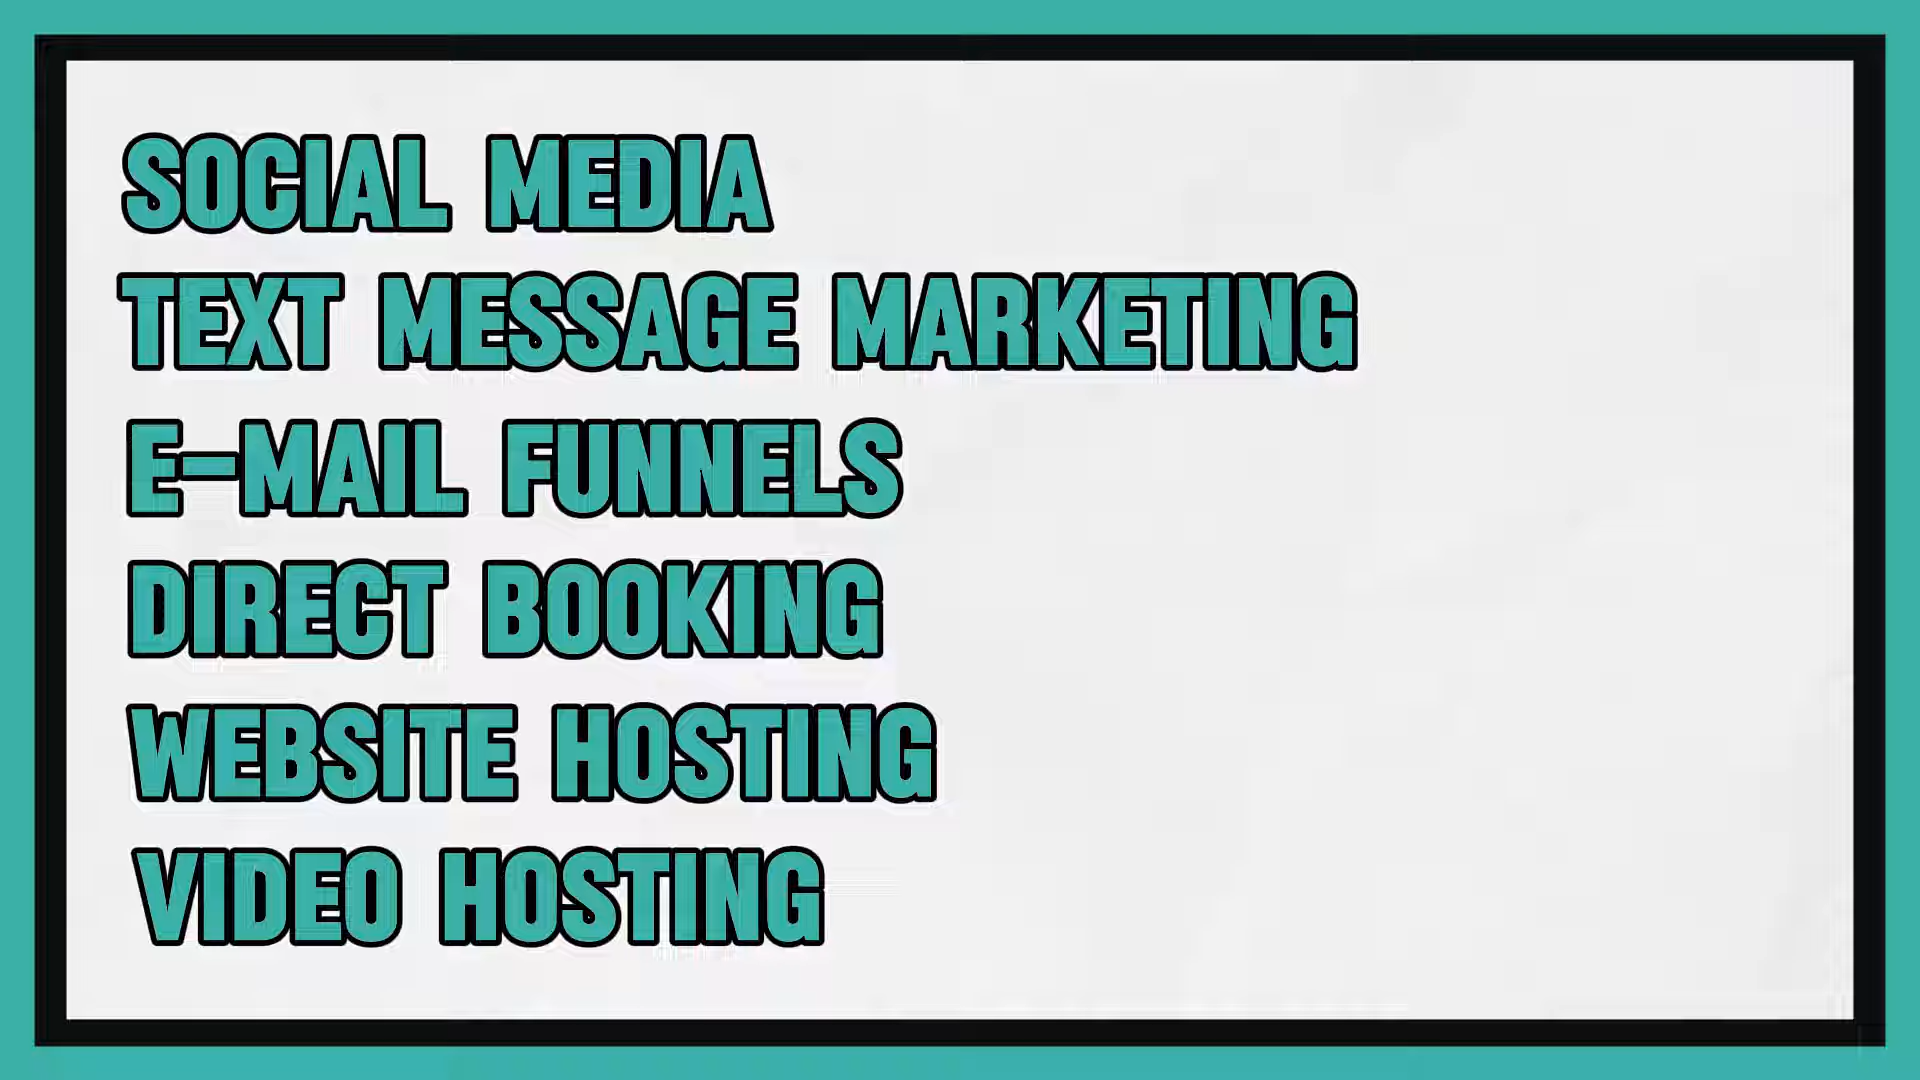 SOCIAL MEDIA
TEXT MESSAGE MARKETING
E-MAIL FUNNELS
DIRECT BOOKING
WEBSITE HOSTING
VIDEO HOSTING